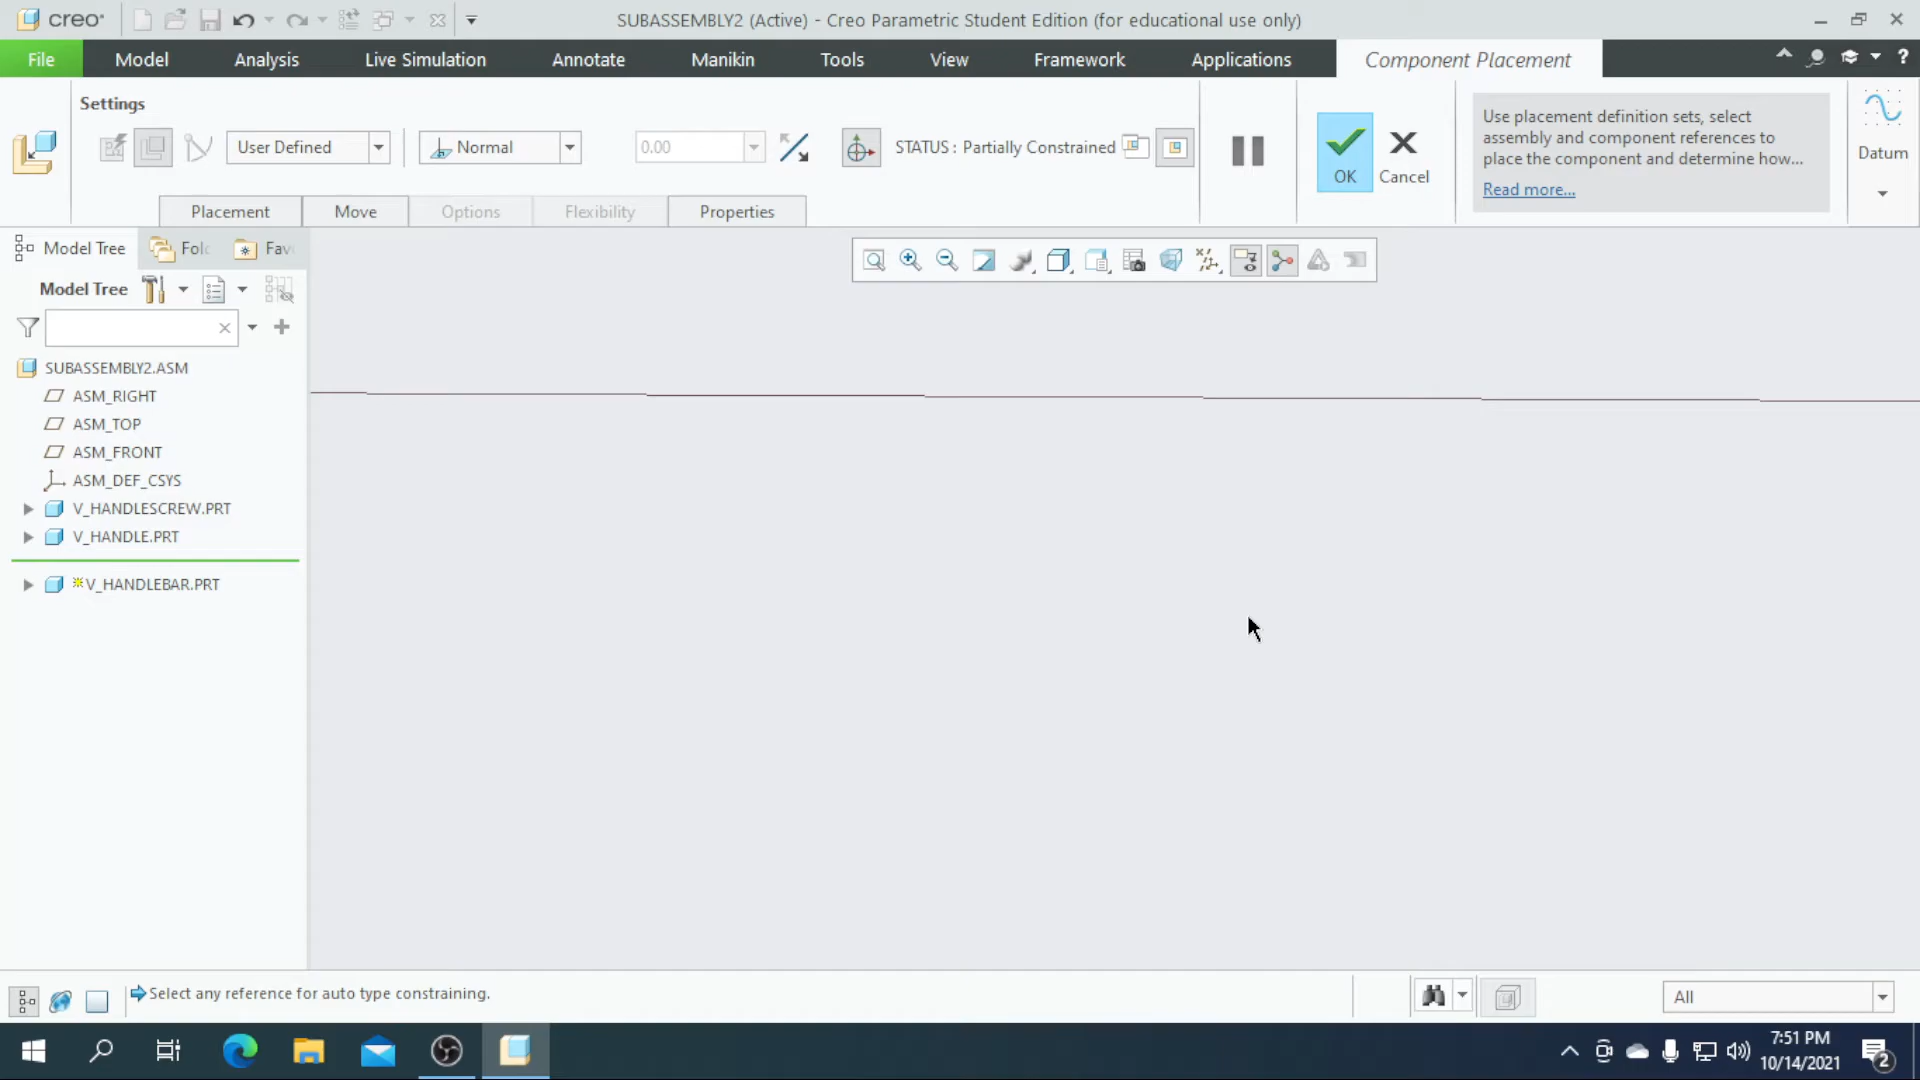 creo
SUBASSEMBLY2 (Active) - Creo Parametric Student Edition (for educational use only)
File
Model
Analysis
Live Simulation
Annotate
Manikin
Tools
View
Framework
Applications
Component Placement
?
Settings
User Defined
Normal
0.00
STATUS : Partially Constrained
OK
Cancel
Use placement definition sets, select
assembly and component references to
place the component and determine how...
Read more...
Datum
Placement
Move
Options
Flexibility
Properties
Model Tree
Fol
Fav
Model Tree
SUBASSEMBLY2.ASM
ASM_RIGHT
ASM_TOP
ASM_FRONT
ASM_DEF_CSYS
V_HANDLESCREW.PRT
V_HANDLE.PRT
V_HANDLEBAR.PRT
Select any reference for auto type constraining.
All
7:51 PM
10/14/2021
2